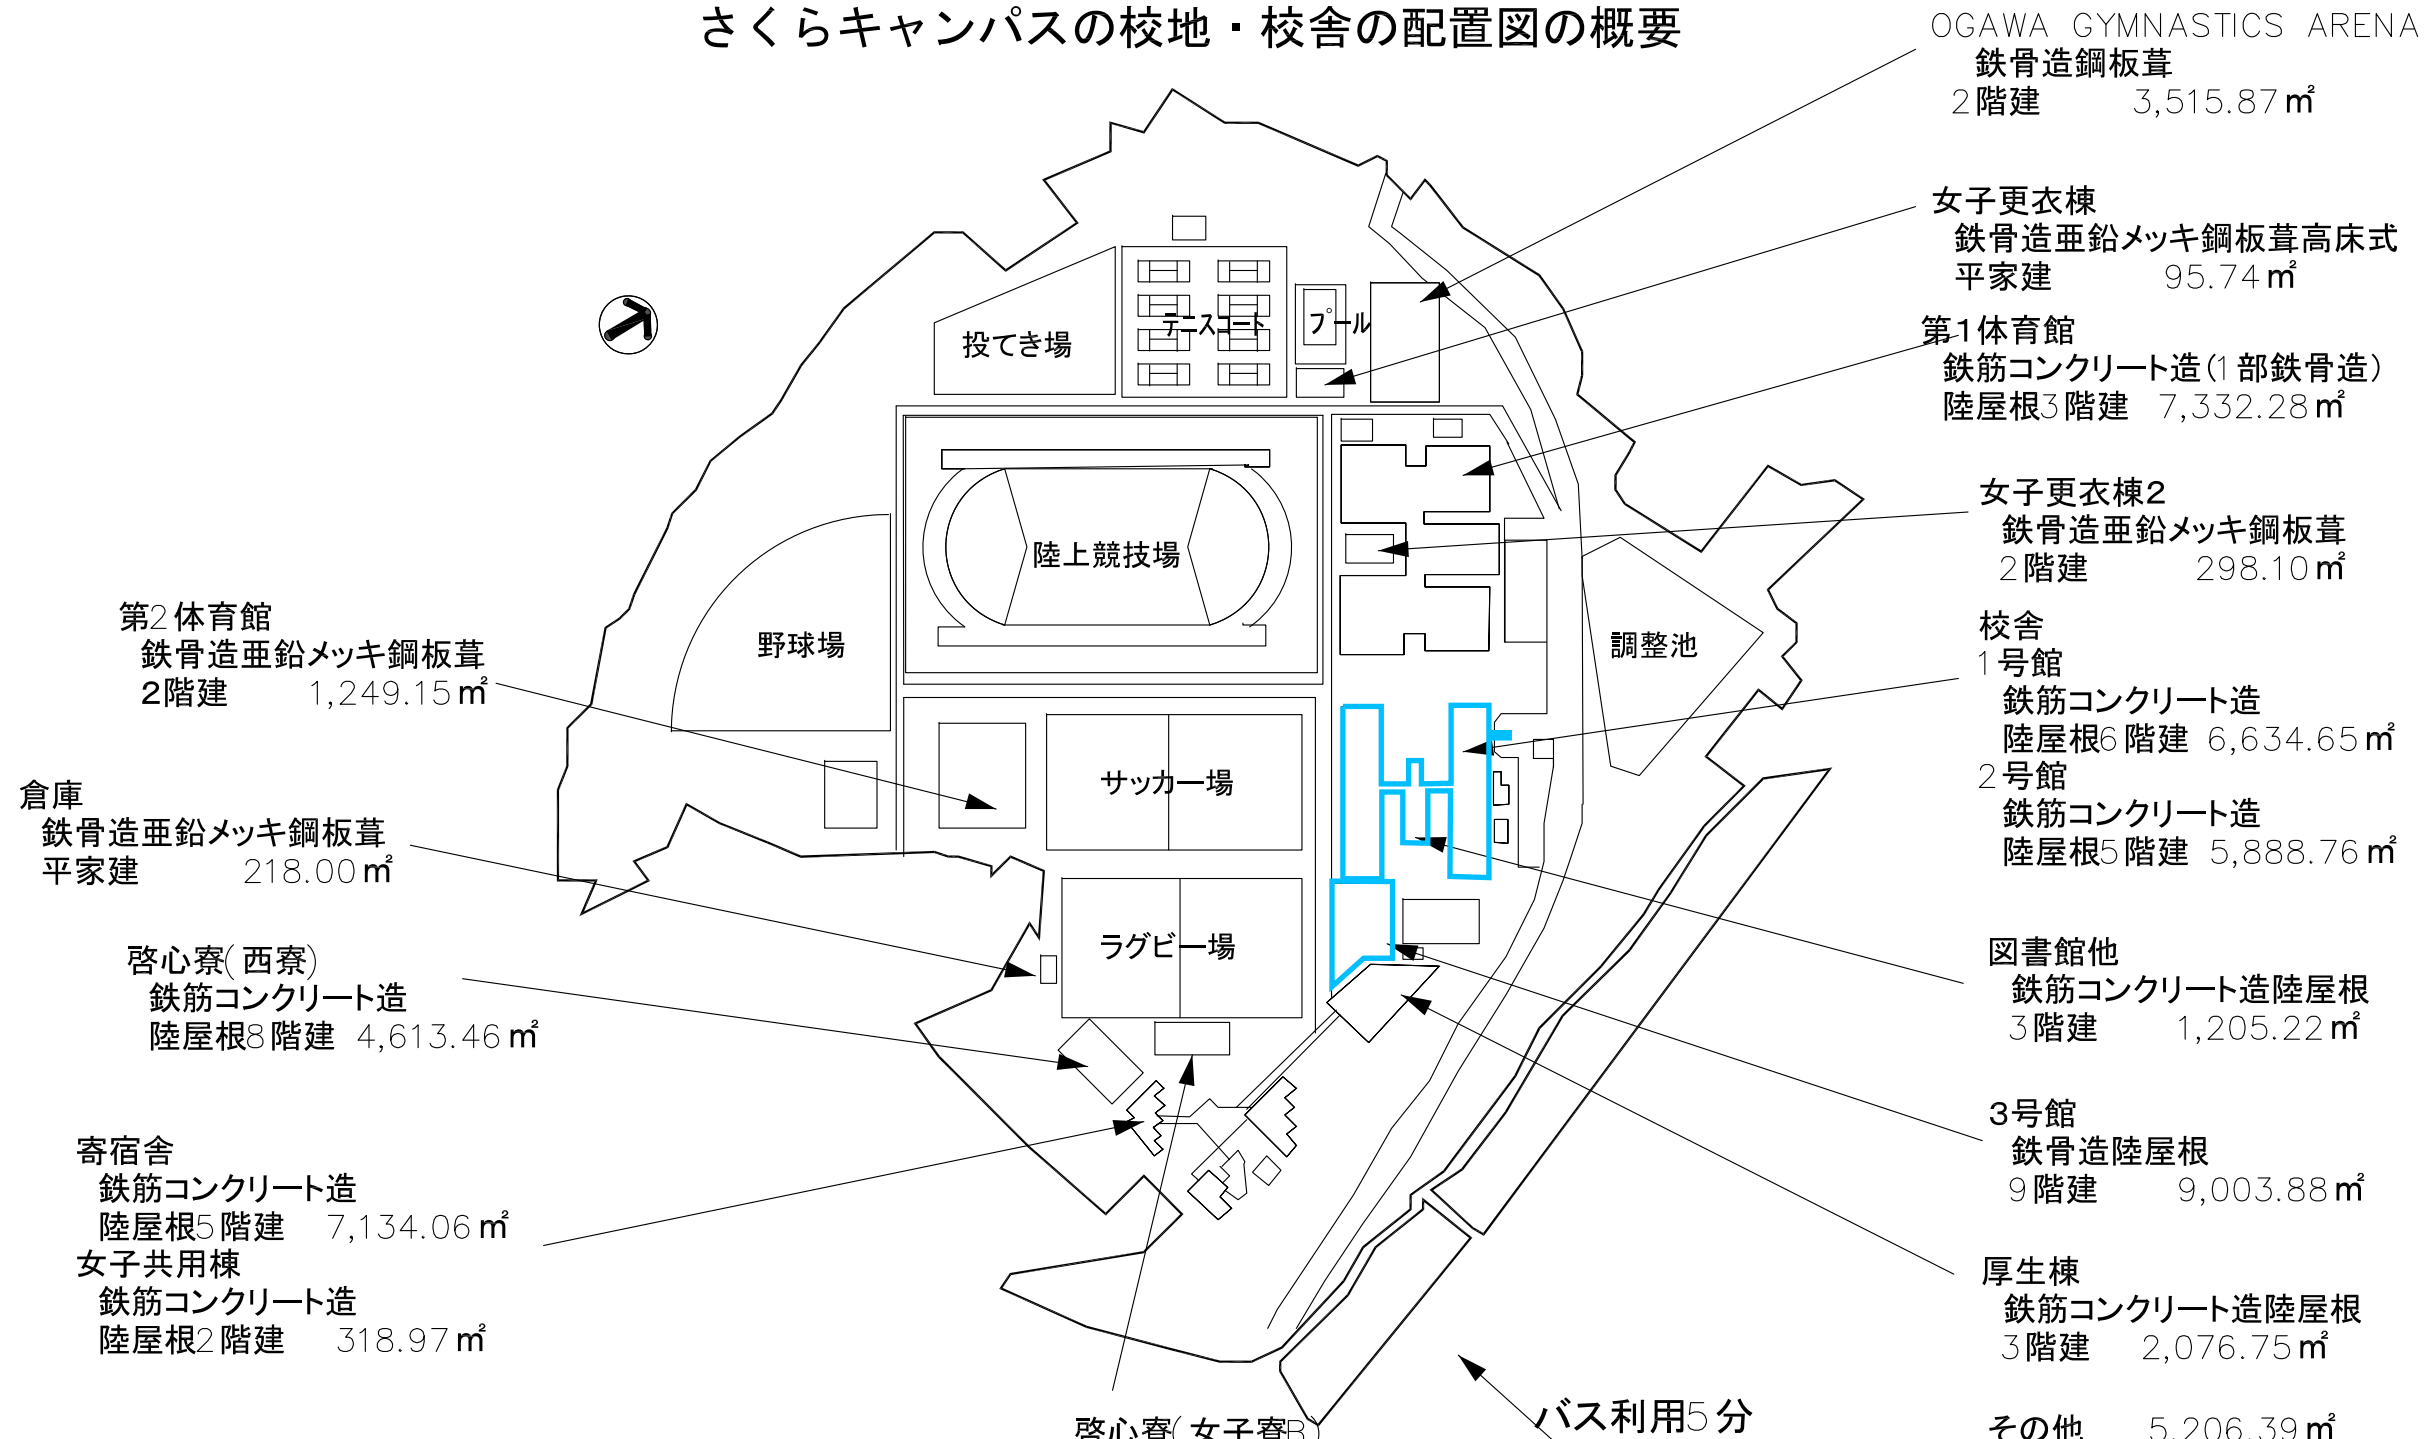 さくらキャンパスの校地・校舎の配置図の概要
OGAWA GYMNASTICS ARENA
鉄骨造鋼板葺
2階建 3,515.87㎡
女子更衣棟
鉄骨造亜鉛メッキ鋼板葺高床式
平家建 95.74㎡
第1体育館
鉄筋コンクリート造(1部鉄骨造)
陸屋根3階建 7,332.28㎡
女子更衣棟2
鉄骨造亜鉛メッキ鋼板葺
2階建 298.10㎡
校舎
1号館
鉄筋コンクリート造
陸屋根6階建 6,634.65㎡
2号館
鉄筋コンクリート造
陸屋根5階建 5,888.76㎡
図書館他
鉄筋コンクリート造陸屋根
3階建 1,205.22㎡
3号館
鉄骨造陸屋根
9階建 9,003.88㎡
厚生棟
鉄筋コンクリート造陸屋根
3階建 2,076.75㎡
その他 5,206.39㎡
投てき場
テニスコート
プール
陸上競技場
野球場
調整池
サッカー場
ラグビー場
第2体育館
鉄骨造亜鉛メッキ鋼板葺
2階建 1,249.15㎡
倉庫
鉄骨造亜鉛メッキ鋼板葺
平家建 218.00㎡
啓心寮(西寮)
鉄筋コンクリート造
陸屋根8階建 4,613.46㎡
寄宿舎
鉄筋コンクリート造
陸屋根5階建 7,134.06㎡
女子共用棟
鉄筋コンクリート造
陸屋根2階建 318.97㎡
啓心寮(女子寮B)
バス利用5分